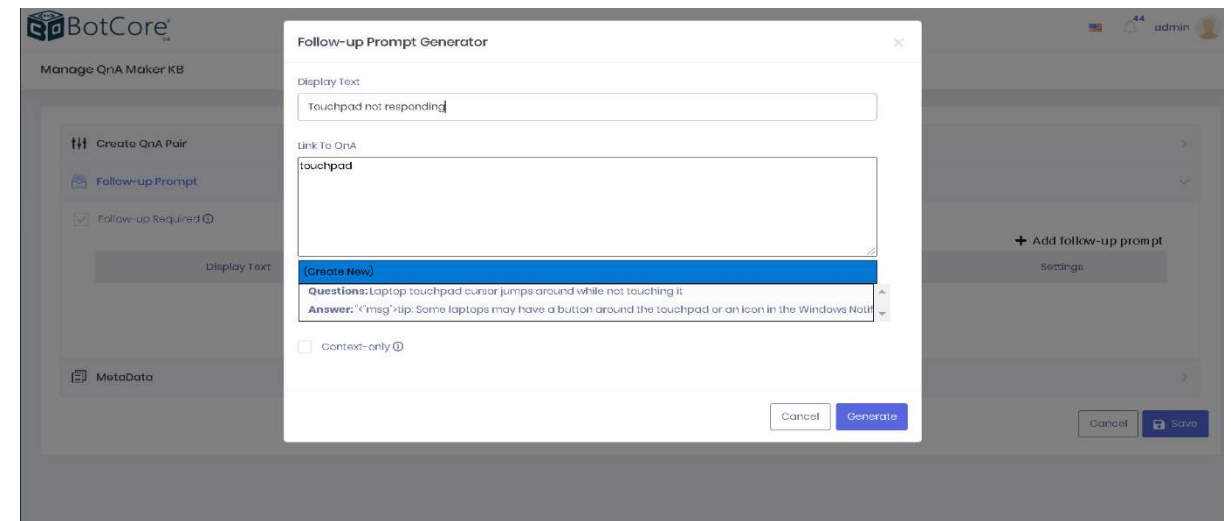 BotCore
44
admin
Manage QnA Maker KB
Follow-up Prompt Generator
Display Text
Touchpad not responding
Link To QnA
touchpad
(Create New)
Questions: Laptop touchpad cursor jumps around while not touching it
Answer: "<"msg">tip: Some laptops may have a button around the touchpad or an icon in the Windows Notif
Context-only
Cancel
Generate
Create QnA Pair
Follow-up Prompt
Follow-up Required
+ Add follow-up prompt
Display Text
Settings
MetaData
Cancel
Save